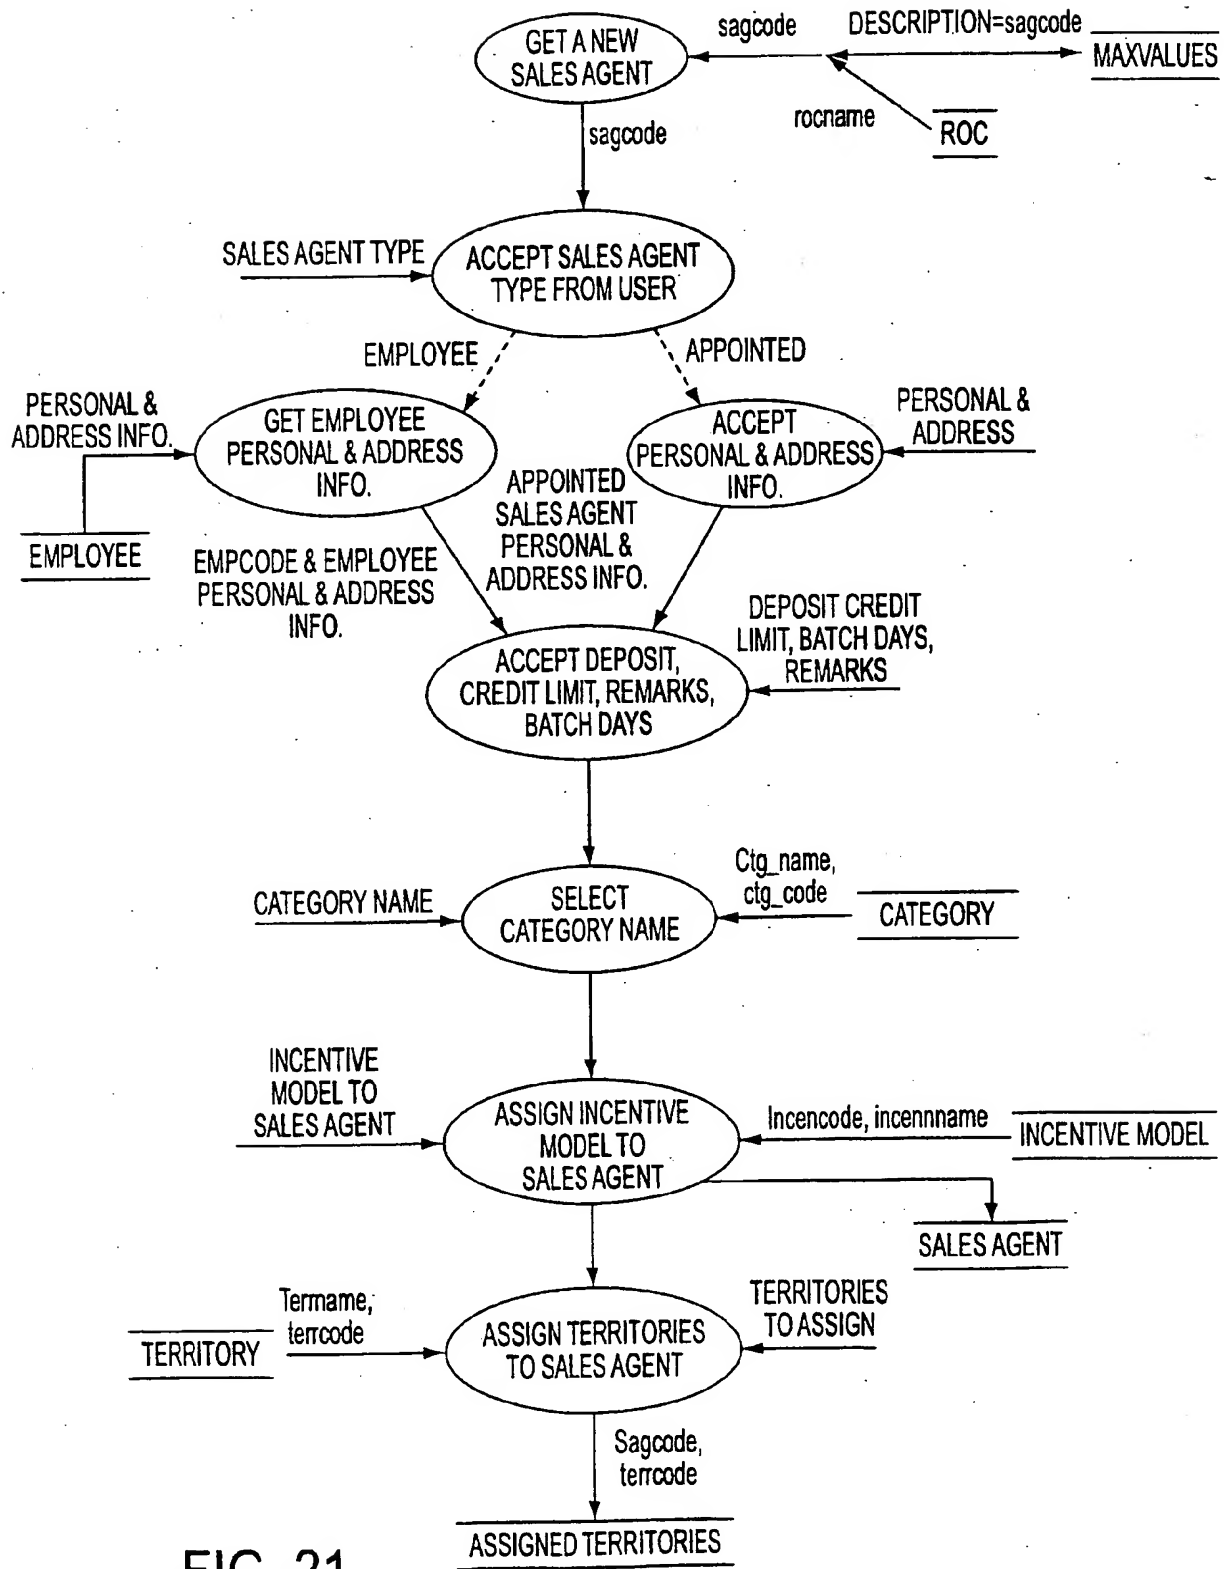 GET A NEW
SALES AGENT
sagcode
DESCRIPTION=sagcode
MAXVALUES
rocname
ROC
sagcode
SALES AGENT TYPE
ACCEPT SALES AGENT
TYPE FROM USER
EMPLOYEE
APPOINTED
PERSONAL &
ADDRESS INFO.
GET EMPLOYEE
PERSONAL & ADDRESS
INFO.
ACCEPT
PERSONAL & ADDRESS
INFO.
PERSONAL &
ADDRESS
EMPLOYEE
EMPCODE & EMPLOYEE
PERSONAL & ADDRESS
INFO.
APPOINTED
SALES AGENT
PERSONAL &
ADDRESS INFO.
DEPOSIT CREDIT
LIMIT, BATCH DAYS,
REMARKS
ACCEPT DEPOSIT,
CREDIT LIMIT, REMARKS,
BATCH DAYS
CATEGORY NAME
SELECT
CATEGORY NAME
Ctg_name,
ctg_code
CATEGORY
INCENTIVE
MODEL TO
SALES AGENT
ASSIGN INCENTIVE
MODEL TO
SALES AGENT
Incencode, incennname
INCENTIVE MODEL
SALES AGENT
Terrname,
terrcode
TERRITORY
ASSIGN TERRITORIES
TO SALES AGENT
TERRITORIES
TO ASSIGN
Sagcode,
terrcode
ASSIGNED TERRITORIES
FIG. 21